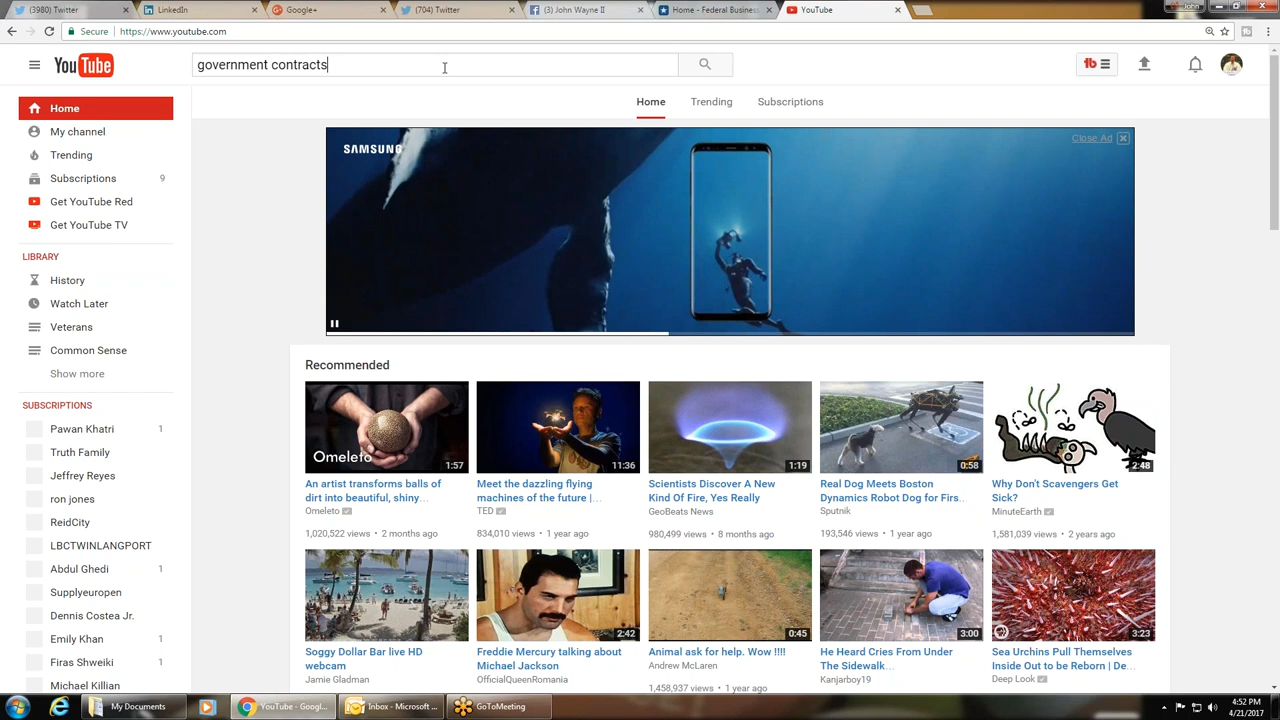 (3980) Twitter
LinkedIn
Google+
(704) Twitter
(3) John Wayne II
Home - Federal Busines
YouTube
John
Secure
https://www.youtube.com
YouTube
government contracts
tb
Home
My channel
Trending
Subscriptions 9
Get YouTube Red
Get YouTube TV
LIBRARY
History
Watch Later
Veterans
Common Sense
Show more
SUBSCRIPTIONS
Pawan Khatri 1
Truth Family
Jeffrey Reyes
ron jones
ReidCity
LBCTWINLANGPORT
Abdul Ghedi 1
Supplyeuropen
Dennis Costea Jr.
Emily Khan 1
Firas Shweiki 1
Michael Killian
Home
Trending
Subscriptions
SAMSUNG
Close Ad
Recommended
Omeleto
1:57
An artist transforms balls of
dirt into beautiful, shiny...
Omeleto
1,020,522 views • 2 months ago
11:36
Meet the dazzling flying
machines of the future |...
TED
834,010 views • 1 year ago
1:19
Scientists Discover A New
Kind Of Fire, Yes Really
GeoBeats News
980,499 views • 8 months ago
0:58
Real Dog Meets Boston
Dynamics Robot Dog for Firs...
Sputnik
193,546 views • 1 year ago
2:48
Why Don't Scavengers Get
Sick?
MinuteEarth
1,581,039 views • 2 years ago
Soggy Dollar Bar live HD
webcam
Jamie Gladman
2:42
Freddie Mercury talking about
Michael Jackson
OfficialQueenRomania
0:45
Animal ask for help. Wow !!!!
Andrew McLaren
1,458,937 views • 1 year ago
3:00
He Heard Cries From Under
The Sidewalk...
Kanjarboy19
3:23
Sea Urchins Pull Themselves
Inside Out to be Reborn | De...
Deep Look
My Documents
YouTube - Googl...
Inbox - Microsoft ...
GoToMeeting
4:52 PM
4/21/2017